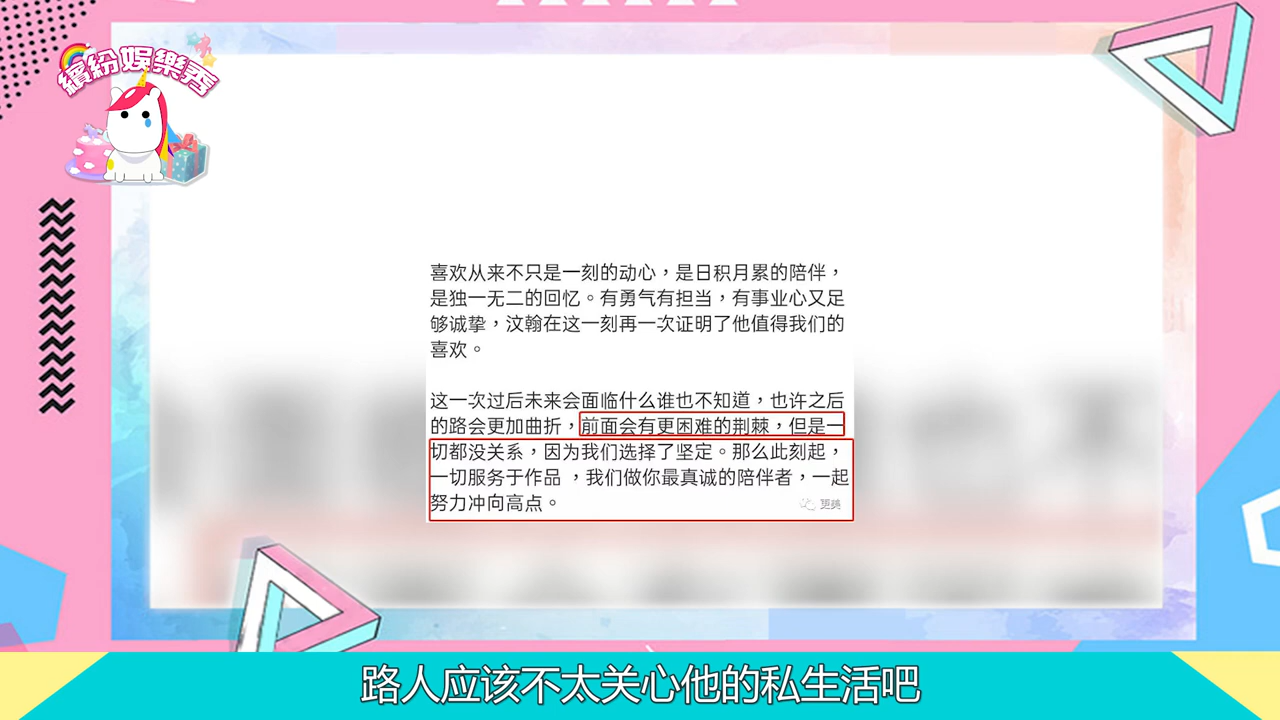 繽紛娛樂秀
喜欢从来不只是一刻的动心，是日积月累的陪伴，
是独一无二的回忆。有勇气有担当，有事业心又足
够诚挚，汶翰在这一刻再一次证明了他值得我们的
喜欢。
这一次过后未来会面临什么谁也不知道，也许之后
的路会更加曲折，前面会有更困难的荆棘，但是一
切都没关系，因为我们选择了坚定。那么此刻起，
一切服务于作品 ，我们做你最真诚的陪伴者，一起
努力冲向高点。
更美
路人应该不太关心他的私生活吧